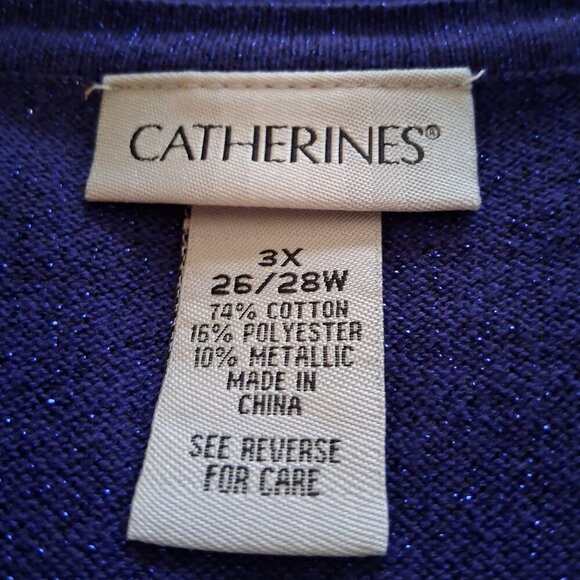 CATHERINES®
3X
26/28W
74% COTTON
16% POLYESTER
10% METALLIC
MADE IN
CHINA
SEE REVERSE
FOR CARE